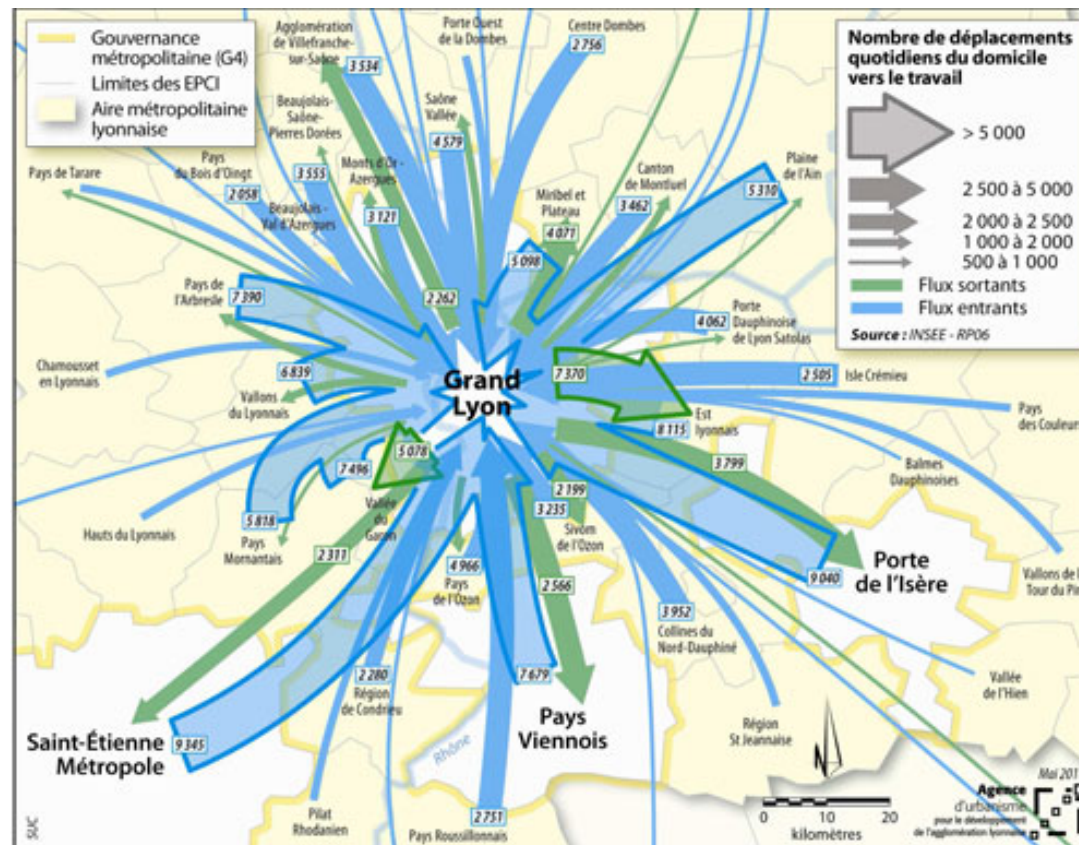 Gouvernance
métropolitaine (G4)
Limites des EPCI
Aire métropolitaine
lyonnaise
Agglomération
de Villefranche-
sur-Saône
3 534
Porte Ouest
de la Dombes
Centre Dombes
2 756
Nombre de déplacements
quotidiens du domicile
vers le travail
> 5 000
2 500 à 5 000
2 000 à 2 500
1 000 à 2 000
500 à 1 000
Flux sortants
Flux entrants
Source : INSEE - RP06
Beaujolais-
Saône-
Pierres Dorées
3 555
Saône
Vallée
4 579
Monts d'Or -
Azergues
3 121
Pays de Tarare
Pays
du Bois d'Oingt
2 058
Beaujolais -
Val d'Azergues
Miribel et
Plateau
4 071
5 098
Canton
de Montluel
3 462
Plaine
de l'Ain
5 310
Pays de
l'Arbresle
7 390
2 262
Porte
Dauphinoise
de Lyon Satolas
4 062
Chamousset
en Lyonnais
6 839
Vallons
du Lyonnais
Grand
Lyon
7 370
2 505
Isle Crémieu
Est
lyonnais
8 115
Pays
des Couleur
5 078
7 496
5 818
Vallée
du Garon
Hauts du Lyonnais
Pays
Mornantais
2 311
3 799
Balmes
Dauphinoises
2 199
3 235
Sivom
de l'Ozon
4 966
Pays
de l'Ozon
2 566
Porte
de l'Isère
9 040
Vallons de l
Tour du Pi
3 952
Collines du
Nord-Dauphiné
7 679
2 280
Région
de Condrieu
Vallée
de l'Hien
Pays
Viennois
Région
St Jeannaise
Saint-Étienne
Métropole
9 345
Rhône
Pilat
Rhodanien
2 751
Pays Roussillonnais
N
0 10 20
kilomètres
Mai 201
Agence
d'urbanisme
pour le développement
de l'agglomération lyonnaise
SUC